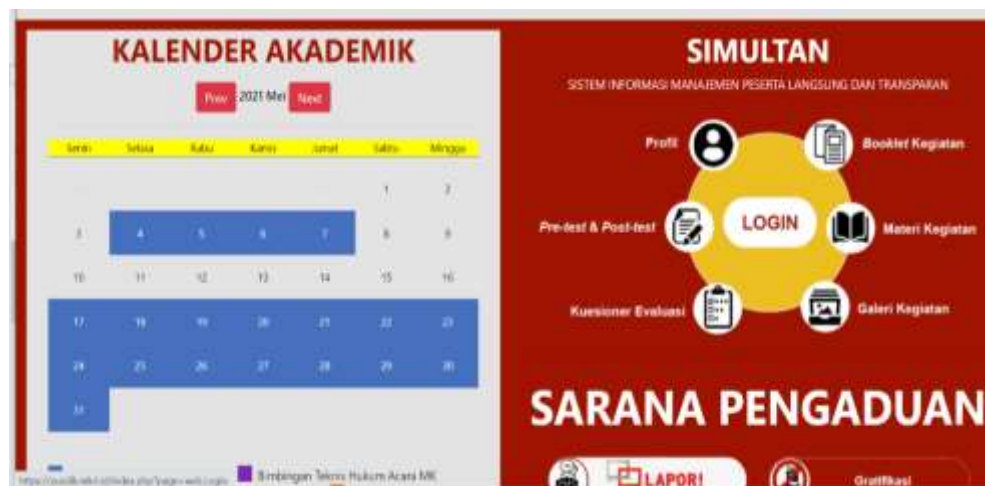 KALENDER AKADEMIK
Prev 2021 Mei Next
Senin Selasa Rabu Kamis Jumat Sabtu Minggu
1 2
3 4 5 6 7 8 9
10 11 12 13 14 15 16
17 18 19 20 21 22 23
24 25 26 27 28 29 30
31
Bimbingan Teknis Hukum Acara MK
SIMULTAN
SISTEM INFORMASI MANAJEMEN PESERTA LANGSUNG DAN TRANSPARAN
Profil
Booklet Kegiatan
Pre-test & Post-test
LOGIN
Materi Kegiatan
Kuesioner Evaluasi
Galeri Kegiatan
SARANA PENGADUAN
LAPOR!
Gratifikasi